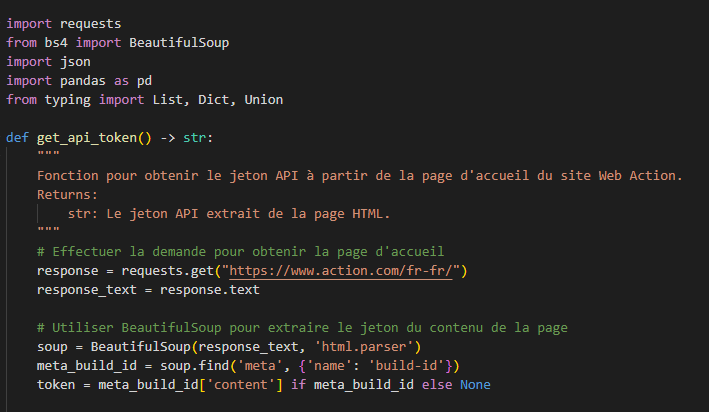 import requests
from bs4 import BeautifulSoup
import json
import pandas as pd
from typing import List, Dict, Union

def get_api_token() -> str:
    """
    Fonction pour obtenir le jeton API à partir de la page d'accueil du site Web Action.
    Returns:
        str: Le jeton API extrait de la page HTML.
    """
    # Effectuer la demande pour obtenir la page d'accueil
    response = requests.get("https://www.action.com/fr-fr/")
    response_text = response.text

    # Utiliser BeautifulSoup pour extraire le jeton du contenu de la page
    soup = BeautifulSoup(response_text, 'html.parser')
    meta_build_id = soup.find('meta', {'name': 'build-id'})
    token = meta_build_id['content'] if meta_build_id else None